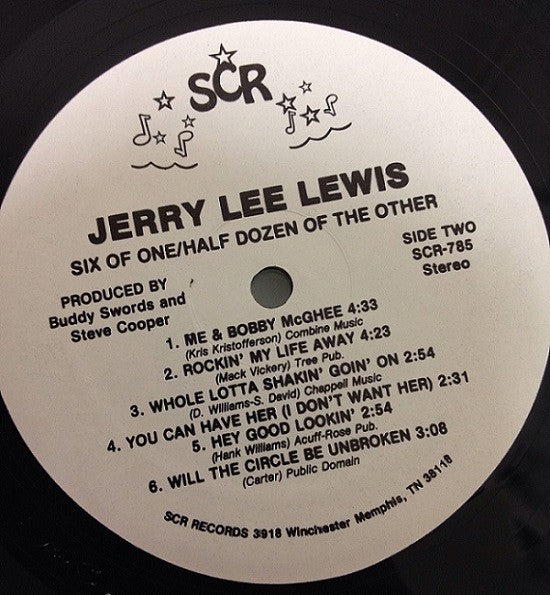 SCR
JERRY LEE LEWIS
SIX OF ONE/HALF DOZEN OF THE OTHER
PRODUCED BY
Buddy Swords and
Steve Cooper
SIDE TWO
SCR-785
Stereo
1. ME & BOBBY McGHEE 4:33
(Kris Kristofferson) Combine Music
2. ROCKIN' MY LIFE AWAY 4:23
(Mack Vickery) Tree Pub.
3. WHOLE LOTTA SHAKIN' GOIN' ON 2:54
(D. Williams-S. David) Chappell Music
4. YOU CAN HAVE HER (I DON'T WANT HER) 2:31
5. HEY GOOD LOOKIN' 2:54
(Hank Williams) Acuff-Rose Pub.
6. WILL THE CIRCLE BE UNBROKEN 3:08
(Carter) Public Domain
SCR RECORDS 3918 Winchester Memphis, TN 38118